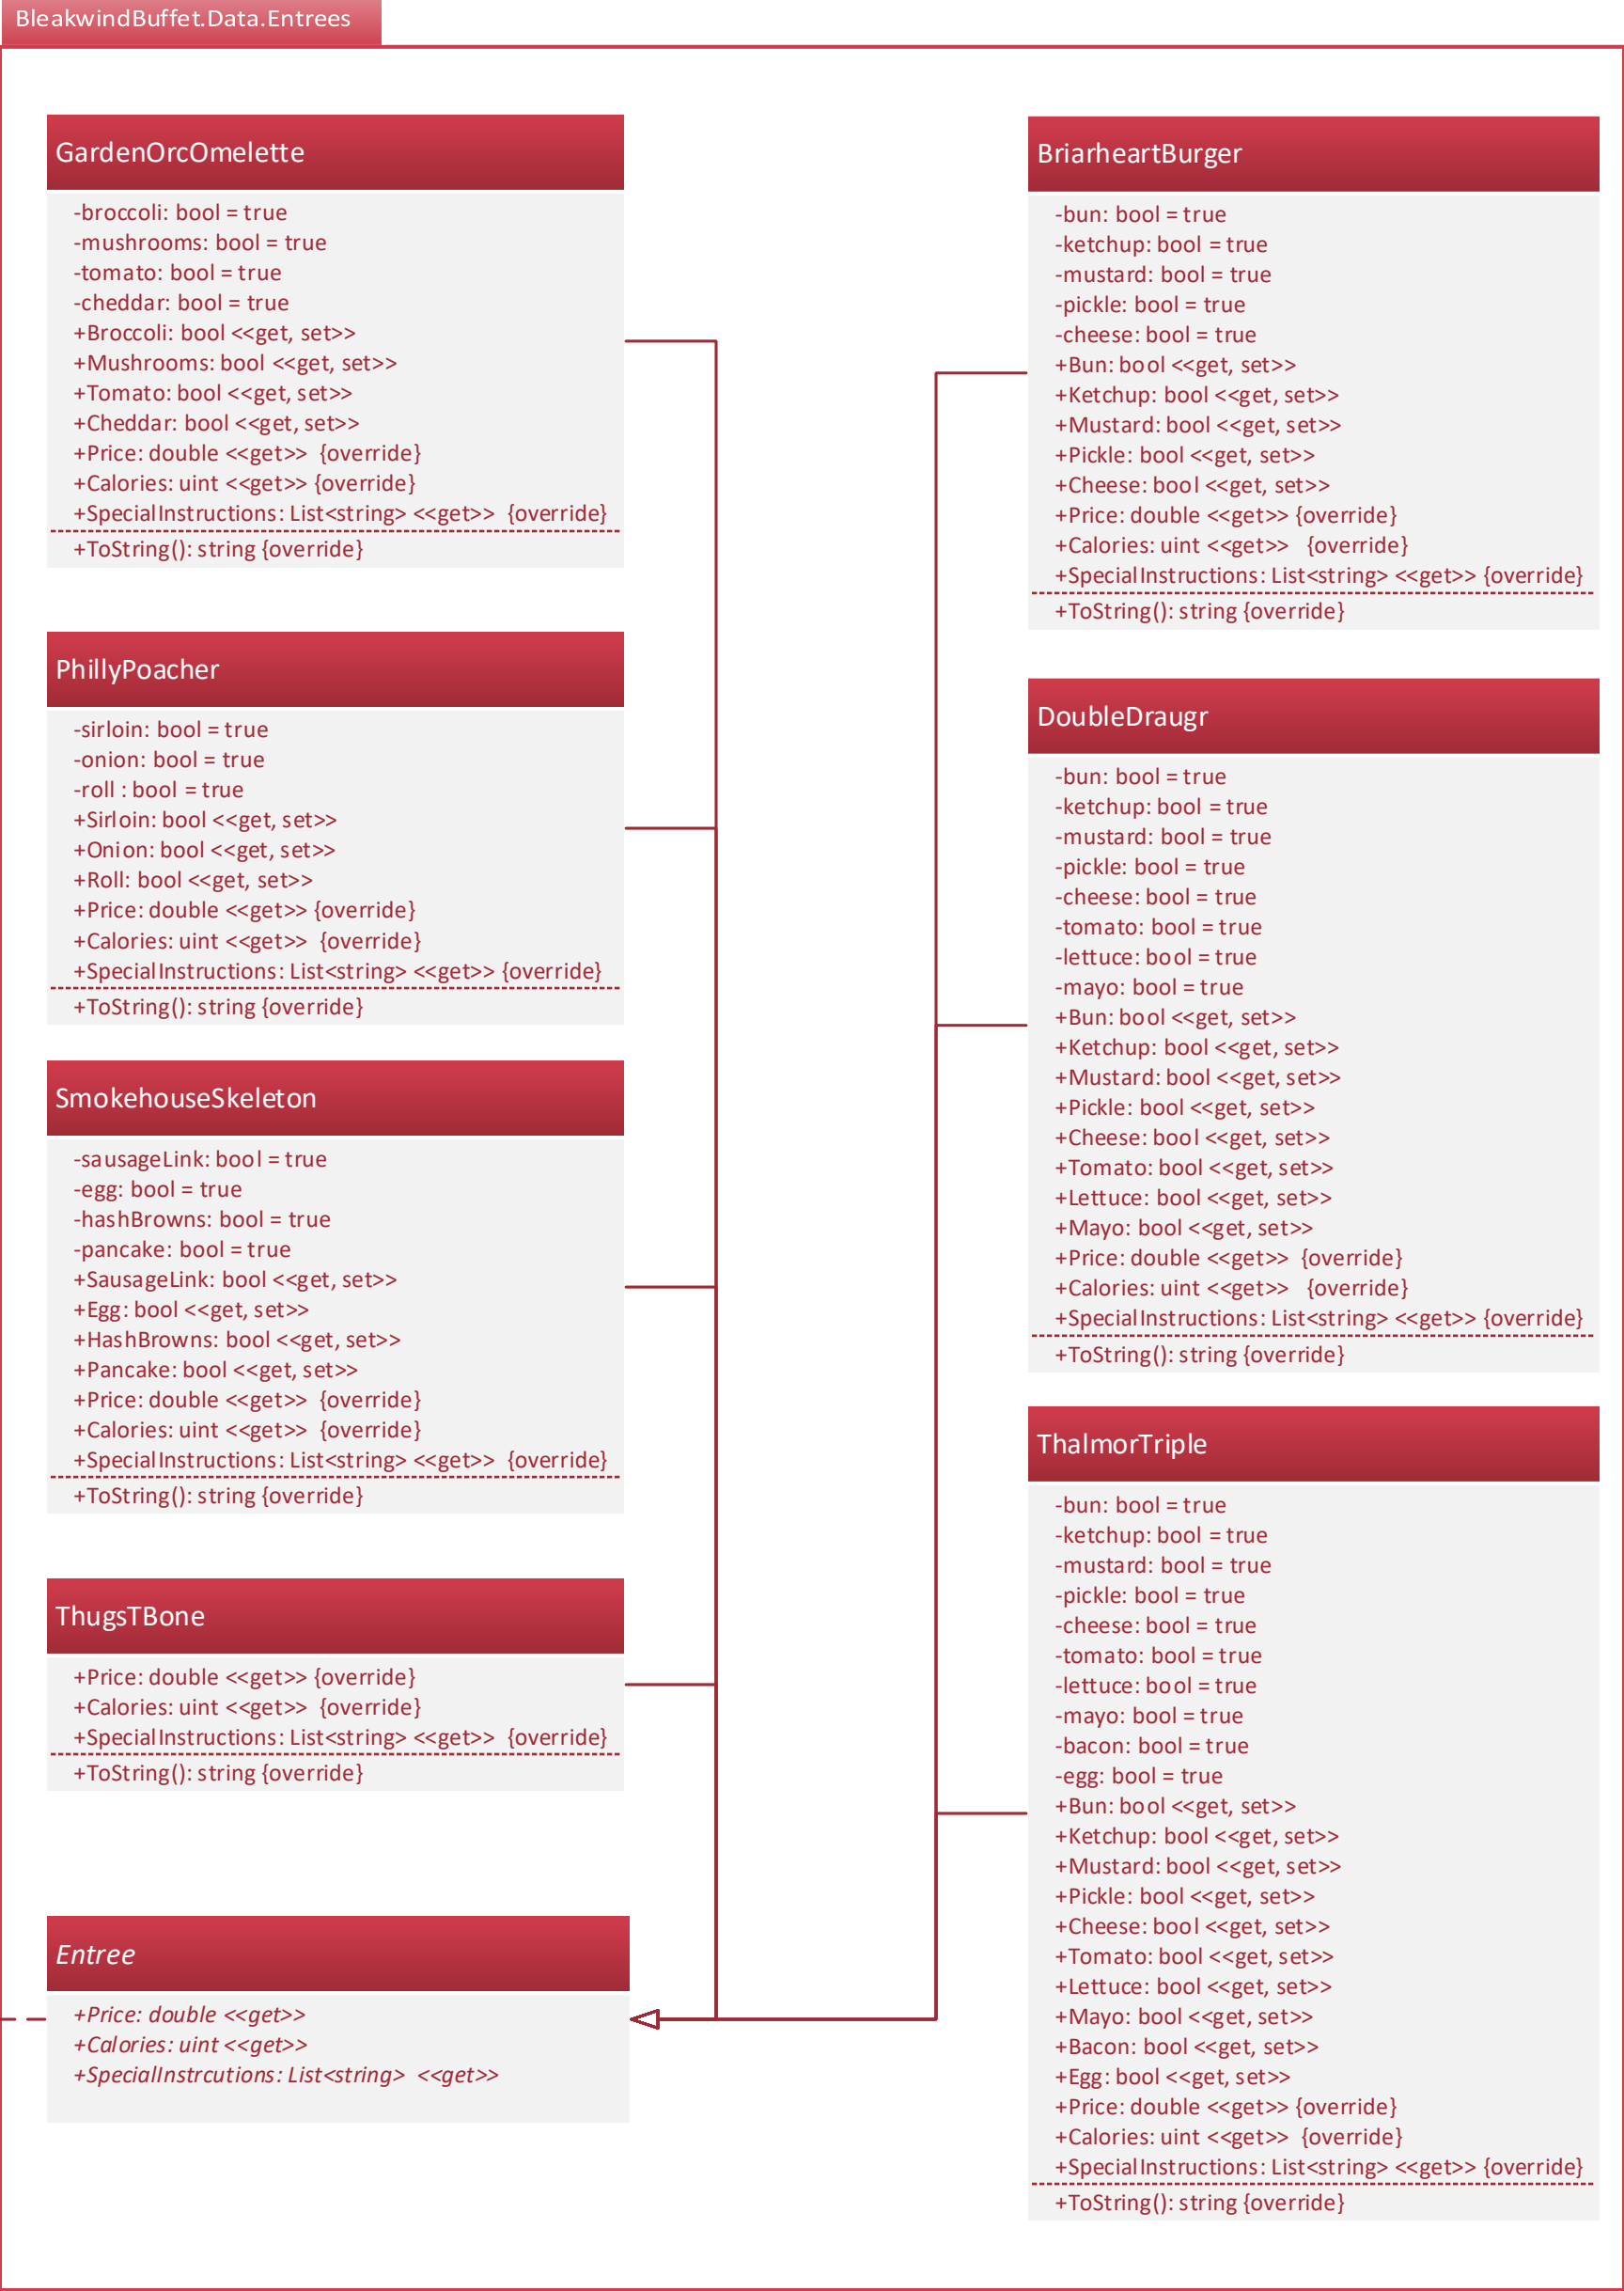 BleakwindBuffet.Data.Entrees
GardenOrcOmelette
-broccoli: bool = true
-mushrooms: bool = true
-tomato: bool = true
-cheddar: bool = true
+Broccoli: bool <<get, set>>
+Mushrooms: bool <<get, set>>
+Tomato: bool <<get, set>>
+Cheddar: bool <<get, set>>
+Price: double <<get>> {override}
+Calories: uint <<get>> {override}
+SpecialInstructions: List<string> <<get>> {override}
+ToString(): string {override}
PhillyPoacher
-sirloin: bool = true
-onion: bool = true
-roll : bool = true
+Sirloin: bool <<get, set>>
+Onion: bool <<get, set>>
+Roll: bool <<get, set>>
+Price: double <<get>> {override}
+Calories: uint <<get>> {override}
+SpecialInstructions: List<string> <<get>> {override}
+ToString(): string {override}
SmokehouseSkeleton
-sausageLink: bool = true
-egg: bool = true
-hashBrowns: bool = true
-pancake: bool = true
+SausageLink: bool <<get, set>>
+Egg: bool <<get, set>>
+HashBrowns: bool <<get, set>>
+Pancake: bool <<get, set>>
+Price: double <<get>> {override}
+Calories: uint <<get>> {override}
+SpecialInstructions: List<string> <<get>> {override}
+ToString(): string {override}
ThugsTBone
+Price: double <<get>> {override}
+Calories: uint <<get>> {override}
+SpecialInstructions: List<string> <<get>> {override}
+ToString(): string {override}
Entree
+Price: double <<get>>
+Calories: uint <<get>>
+SpecialInstrcutions: List<string> <<get>>
BriarheartBurger
-bun: bool = true
-ketchup: bool = true
-mustard: bool = true
-pickle: bool = true
-cheese: bool = true
+Bun: bool <<get, set>>
+Ketchup: bool <<get, set>>
+Mustard: bool <<get, set>>
+Pickle: bool <<get, set>>
+Cheese: bool <<get, set>>
+Price: double <<get>> {override}
+Calories: uint <<get>> {override}
+SpecialInstructions: List<string> <<get>> {override}
+ToString(): string {override}
DoubleDraugr
-bun: bool = true
-ketchup: bool = true
-mustard: bool = true
-pickle: bool = true
-cheese: bool = true
-tomato: bool = true
-lettuce: bool = true
-mayo: bool = true
+Bun: bool <<get, set>>
+Ketchup: bool <<get, set>>
+Mustard: bool <<get, set>>
+Pickle: bool <<get, set>>
+Cheese: bool <<get, set>>
+Tomato: bool <<get, set>>
+Lettuce: bool <<get, set>>
+Mayo: bool <<get, set>>
+Price: double <<get>> {override}
+Calories: uint <<get>> {override}
+SpecialInstructions: List<string> <<get>> {override}
+ToString(): string {override}
ThalmorTriple
-bun: bool = true
-ketchup: bool = true
-mustard: bool = true
-pickle: bool = true
-cheese: bool = true
-tomato: bool = true
-lettuce: bool = true
-mayo: bool = true
-bacon: bool = true
-egg: bool = true
+Bun: bool <<get, set>>
+Ketchup: bool <<get, set>>
+Mustard: bool <<get, set>>
+Pickle: bool <<get, set>>
+Cheese: bool <<get, set>>
+Tomato: bool <<get, set>>
+Lettuce: bool <<get, set>>
+Mayo: bool <<get, set>>
+Bacon: bool <<get, set>>
+Egg: bool <<get, set>>
+Price: double <<get>> {override}
+Calories: uint <<get>> {override}
+SpecialInstructions: List<string> <<get>> {override}
+ToString(): string {override}